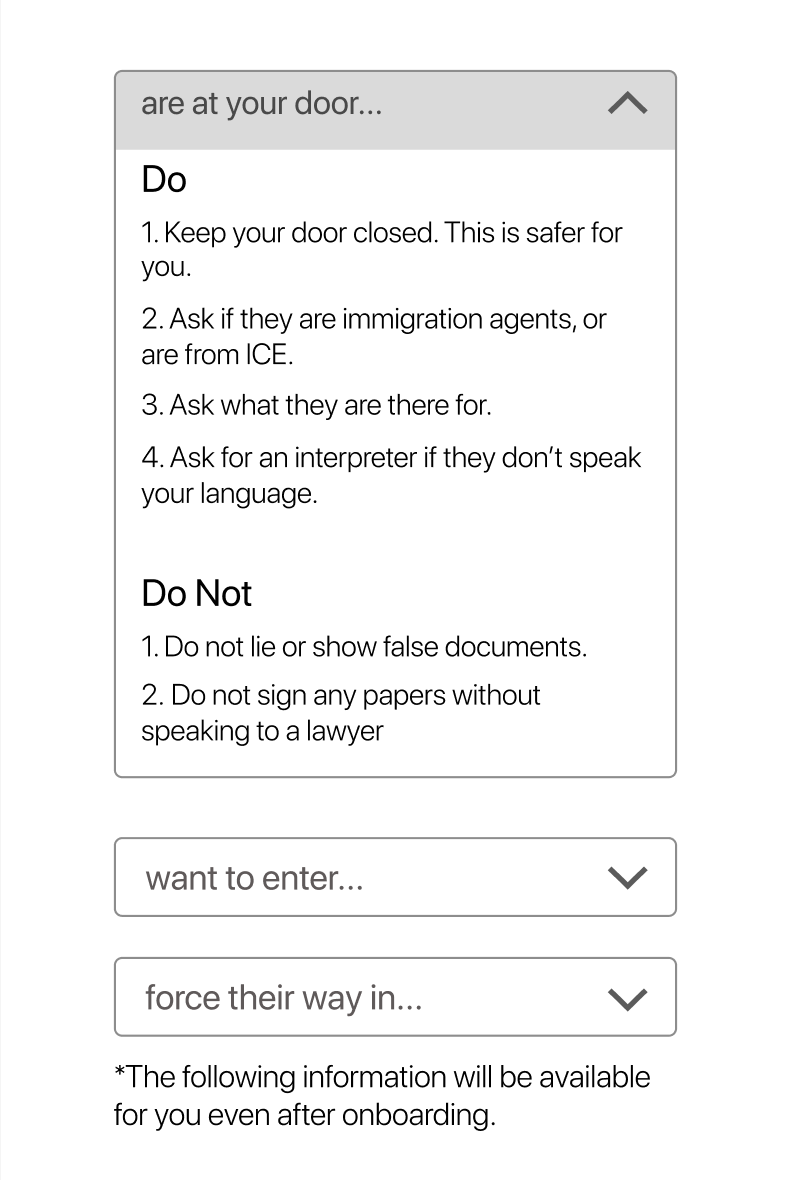 are at your door...
Do
1. Keep your door closed. This is safer for
you.
2. Ask if they are immigration agents, or
are from ICE.
3. Ask what they are there for.
4. Ask for an interpreter if they don’t speak
your language.
Do Not
1. Do not lie or show false documents.
2. Do not sign any papers without
speaking to a lawyer
want to enter...
force their way in...
*The following information will be available
for you even after onboarding.